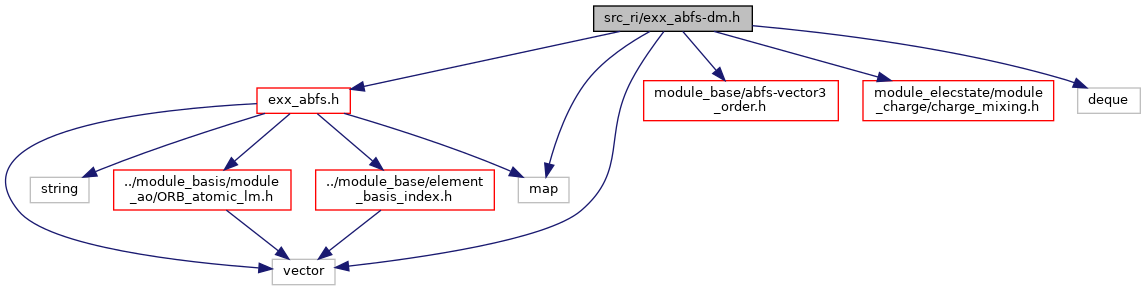 src_ri/exx_abfs-dm.h
exx_abfs.h
module_base/abfs-vector3
_order.h
module_elecstate/module
_charge/charge_mixing.h
deque
string
../module_basis/module
_ao/ORB_atomic_lm.h
../module_base/element
_basis_index.h
map
vector